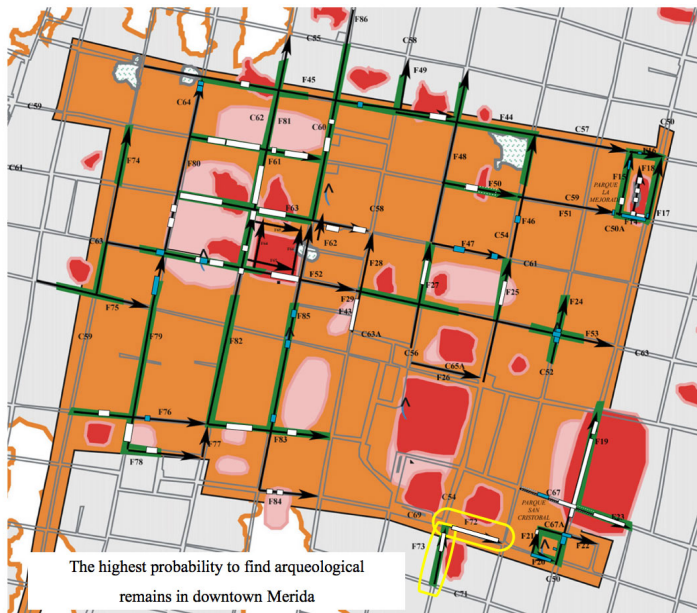 F86
C55
C58
F49
F45
C59
C64
C62
F81
C60
F44
C57
C50
F74
F80
F61
F48
F16
F15
F18
C61
F50
C59
PARQUE
LA
MEJORADA
F63
F51
F46
F14
F17
C58
C50A
F62
C54
C63
F47
F28
C61
F52
F27
F25
F75
F29
F24
F43
F85
C59
F79
F82
C63A
F53
C56
C65A
C63
F26
C52
F76
F77
F83
F19
F78
F84
C67
C54
PARQUE
SAN
CRISTOBAL
C69
F72
F23
C67A
F73
F21
F22
F20
C50
C71
The highest probability to find arqueological
remains in downtown Merida